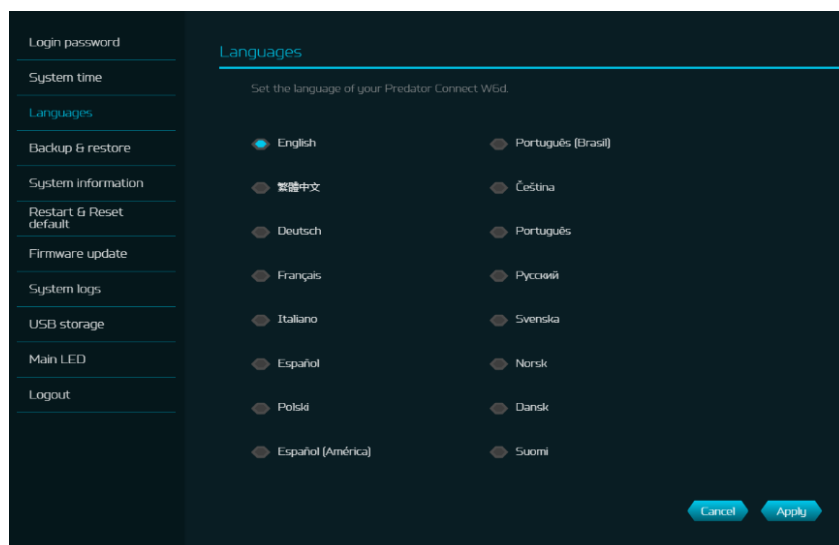 Login password
System time
Languages
Backup & restore
System information
Restart & Reset
default
Firmware update
System logs
USB storage
Main LED
Logout
Languages
Set the language of your Predator Connect W6d.
English
Português (Brasil)
繁體中文
Čeština
Deutsch
Português
Français
Русский
Italiano
Svenska
Español
Norsk
Polski
Dansk
Español (América)
Suomi
Cancel
Apply